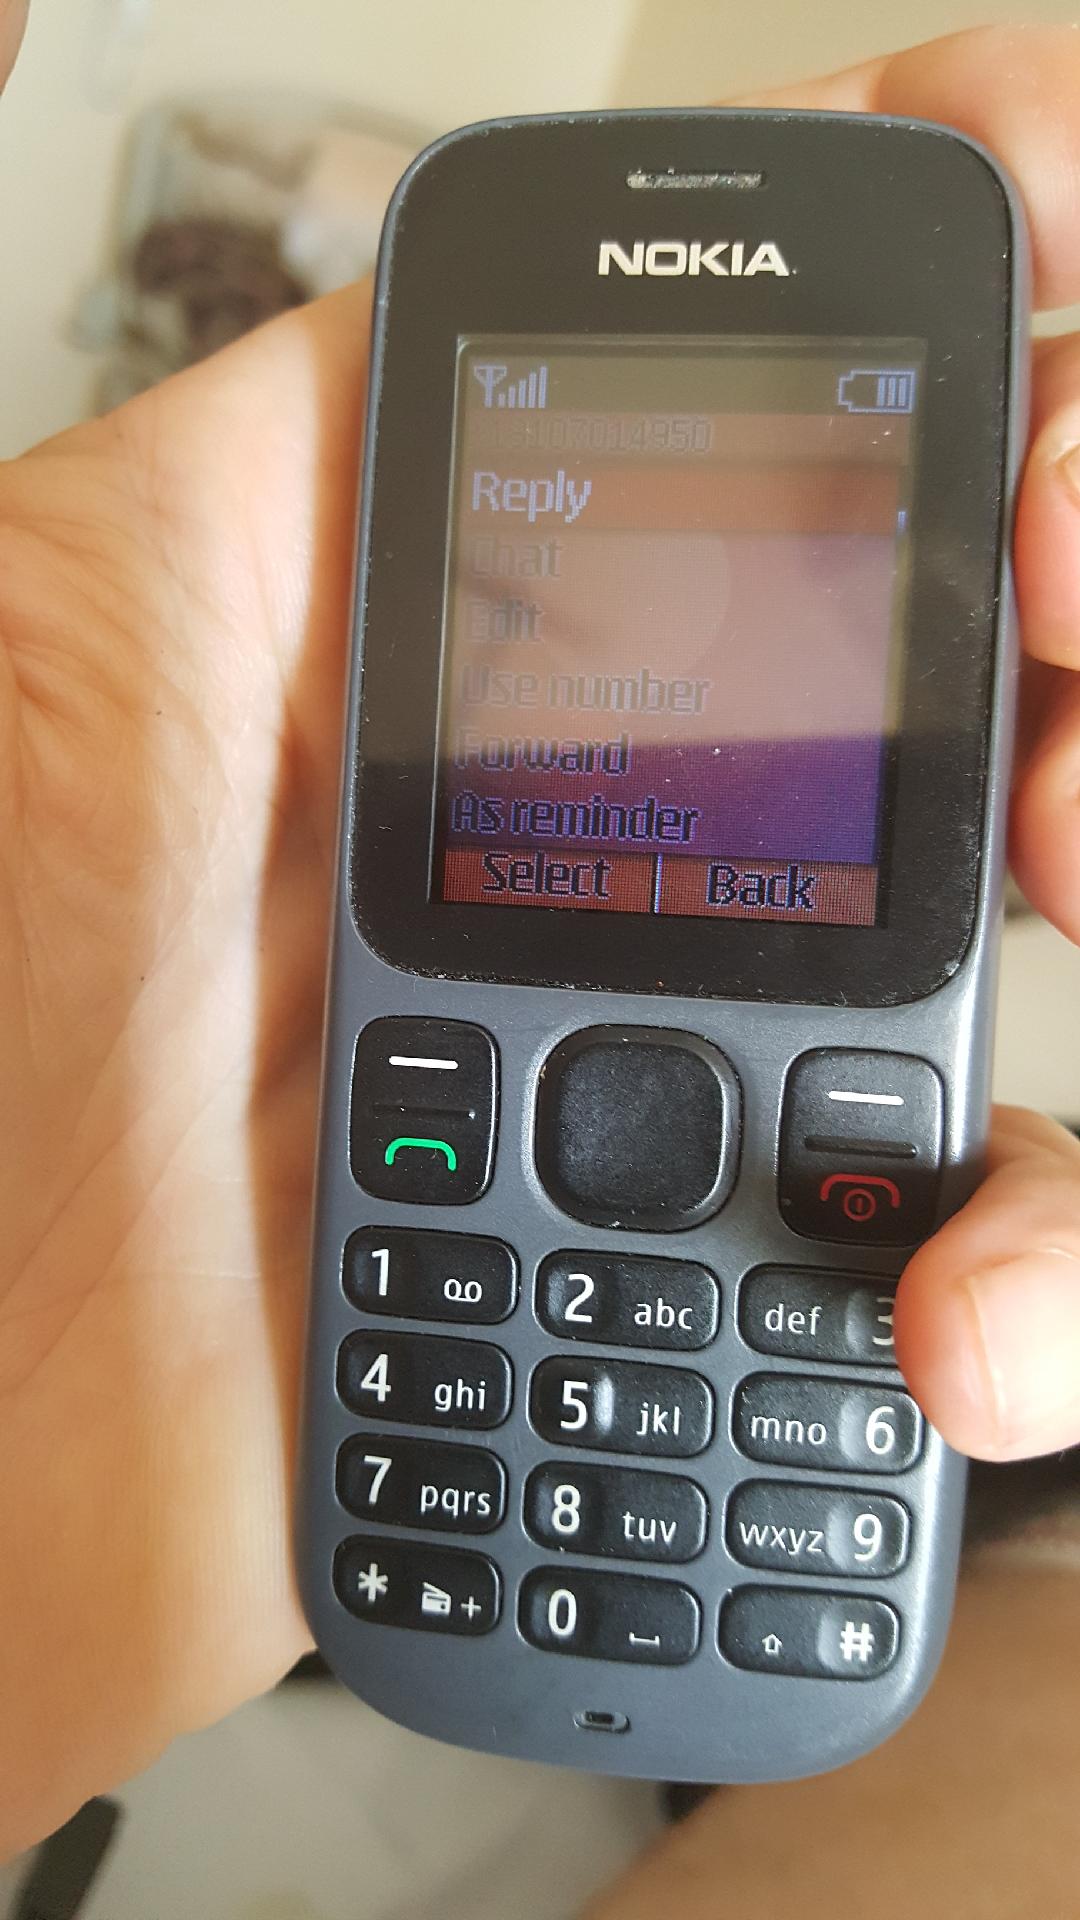 NOKIA
Reply
Chat
Edit
Use number
Forward
As reminder
Select Back
1
2 abc
def 3
4 ghi
5 jkl
mno 6
7 pqrs
8 tuv
wxyz 9
* +
0
#